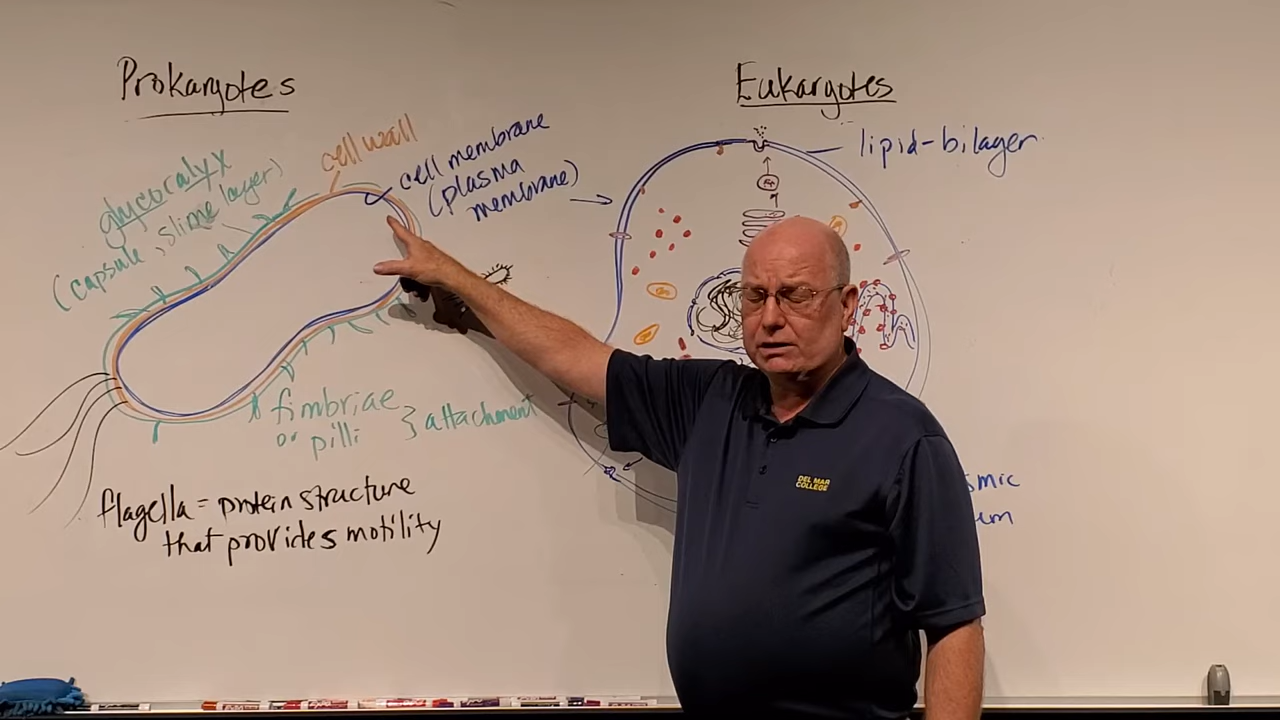 Prokaryotes
Eukaryotes
cell wall
cell membrane
(plasma
membrane)
lipid-bilayer
glycocalyx
(capsule, slime layer)
fimbriae
or pilli
} attachment
flagella = protein structure
that provides motility
DEL MAR
COLLEGE